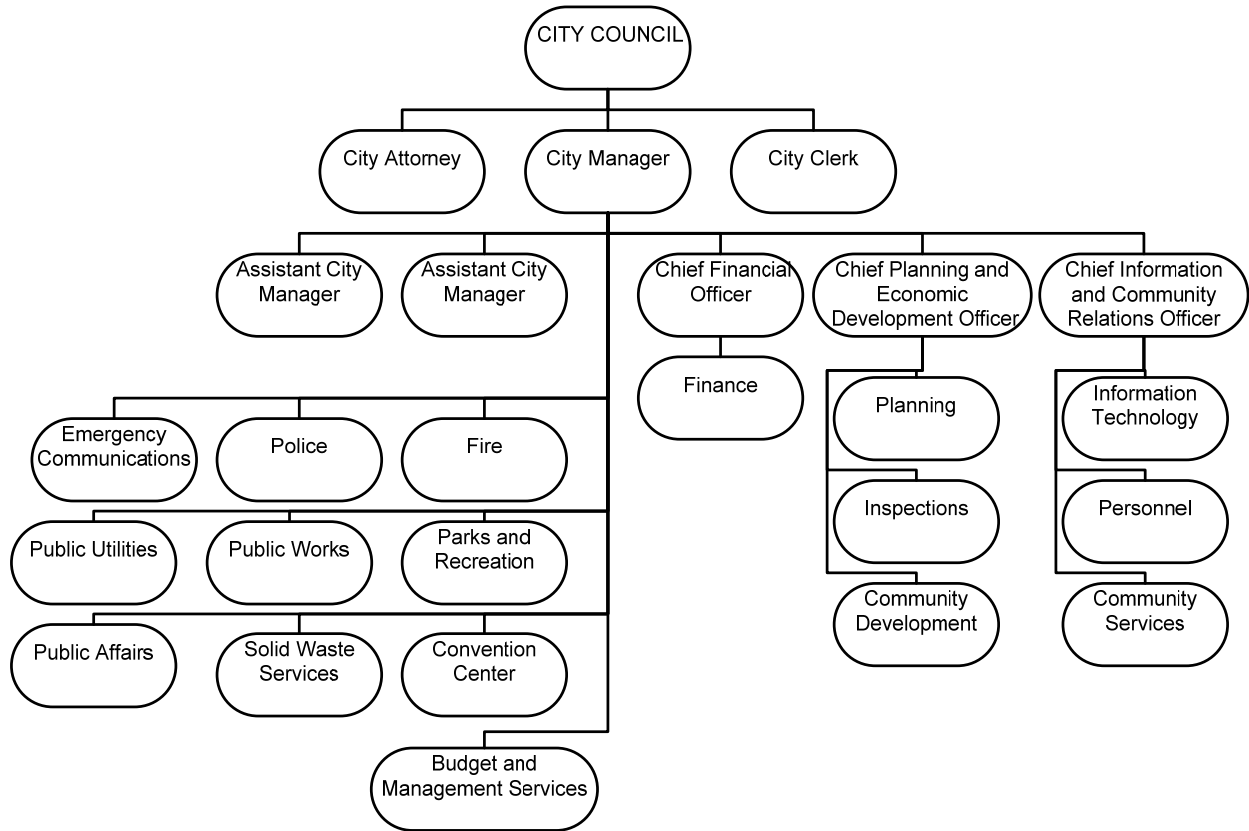 CITY COUNCIL
City Attorney
City Manager
City Clerk
Assistant City
Manager
Assistant City
Manager
Chief Financial
Officer
Chief Planning and
Economic
Development Officer
Chief Information
and Community
Relations Officer
Finance
Planning
Information
Technology
Emergency
Communications
Police
Fire
Inspections
Personnel
Public Utilities
Public Works
Parks and
Recreation
Community
Development
Community
Services
Public Affairs
Solid Waste
Services
Convention
Center
Budget and
Management Services